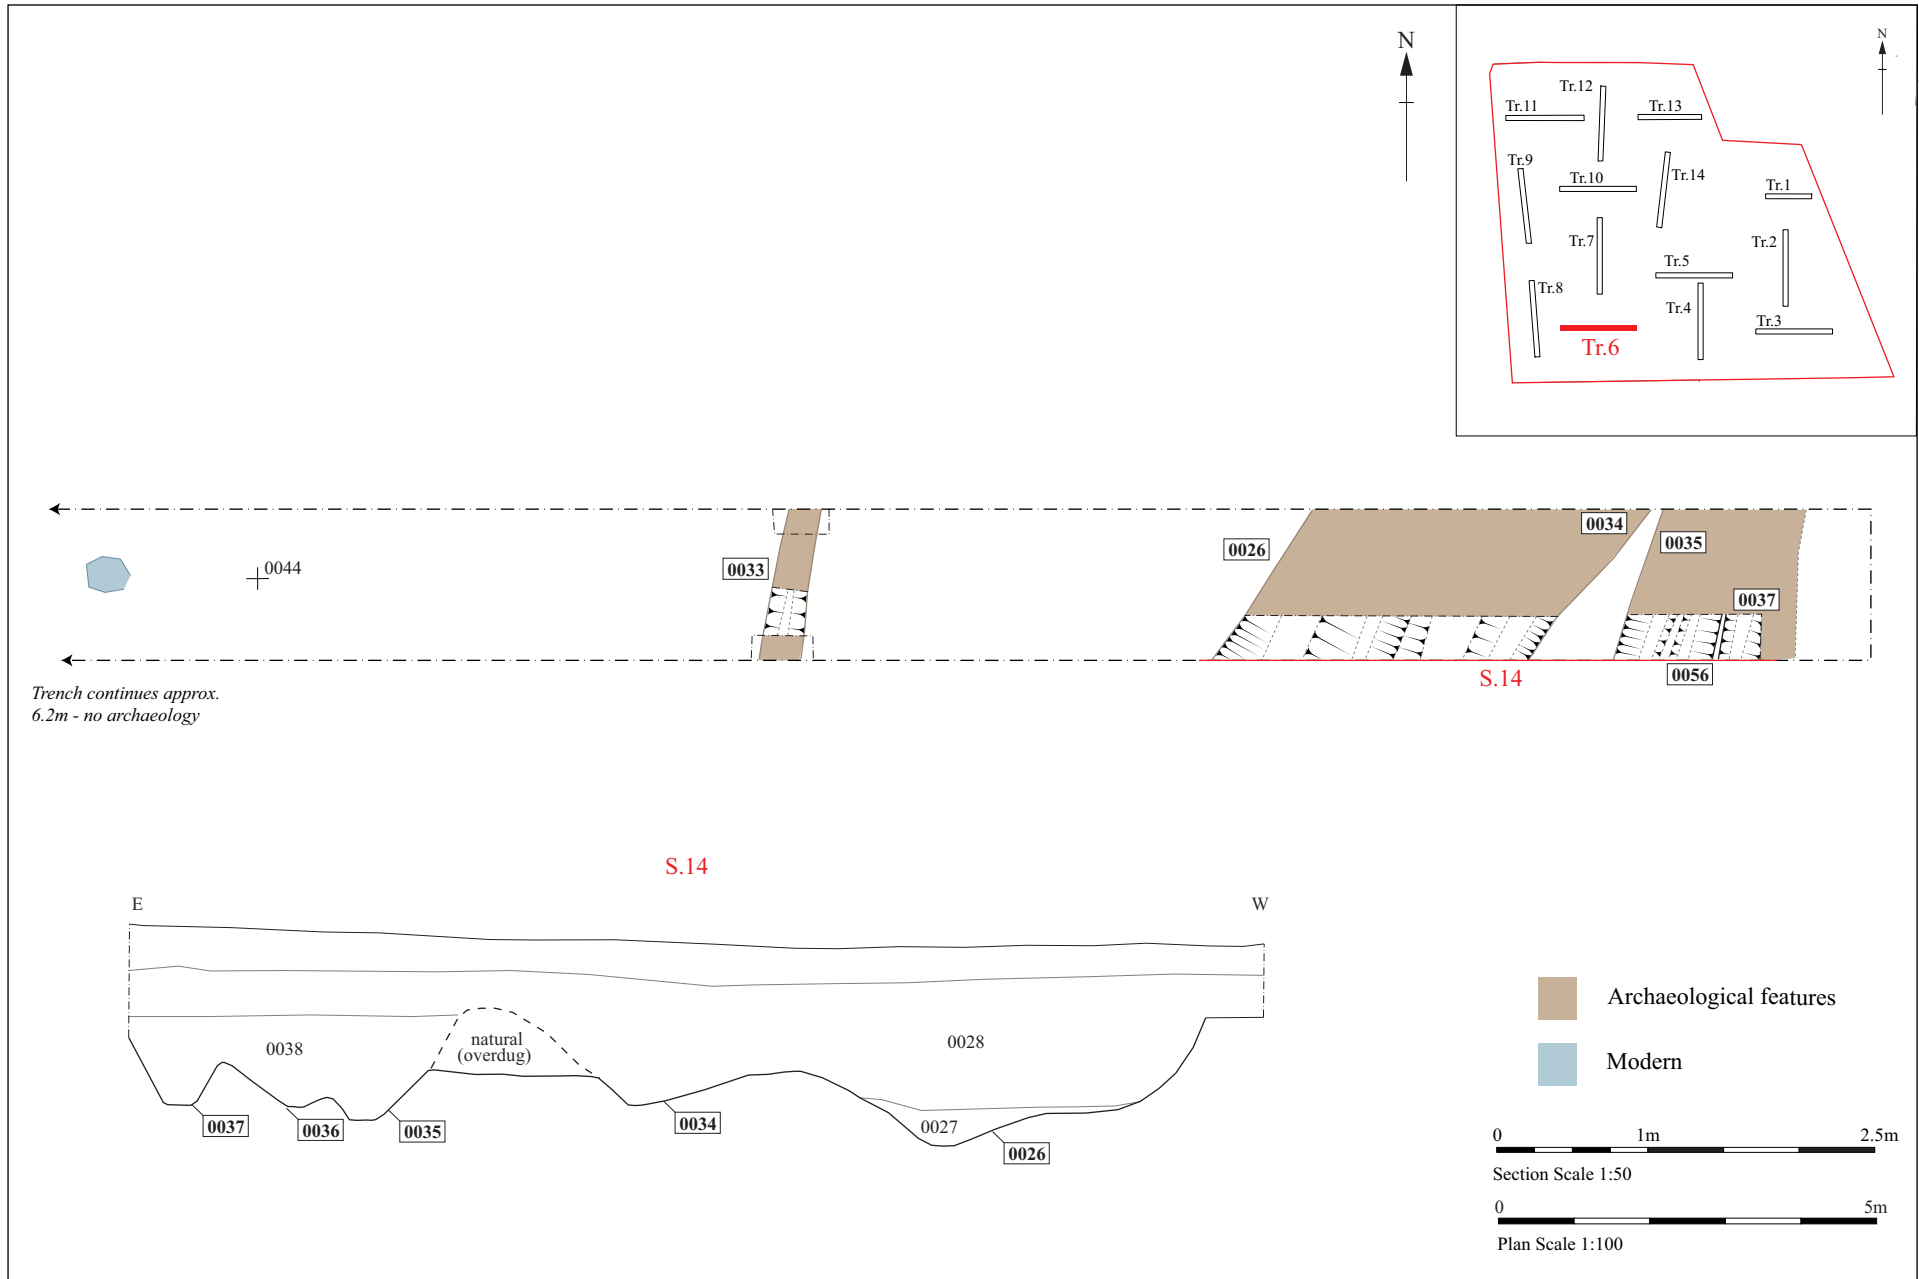 N
N
Tr.12
Tr.11
Tr.13
Tr.9
Tr.10
Tr.14
Tr.1
Tr.7
Tr.2
Tr.5
Tr.8
Tr.4
Tr.3
Tr.6
0034
0026
0035
0044
0033
0037
S.14
0056
Trench continues approx.
6.2m - no archaeology
S.14
E
W
natural
(overdug)
0038
0028
0037
0036
0035
0034
0027
0026
Archaeological features
Modern
0 1m 2.5m
Section Scale 1:50
0 5m
Plan Scale 1:100